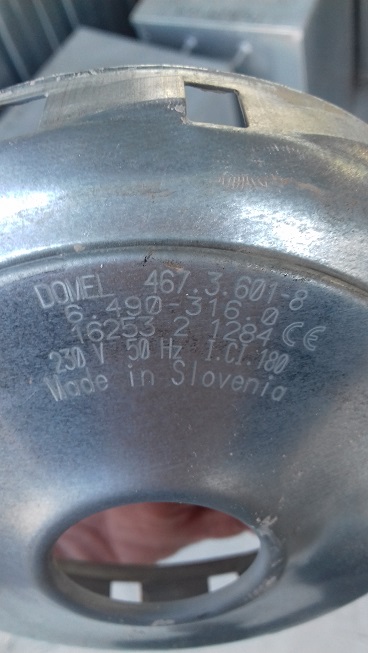 DOMEL 467.3.601-8
6.490-316.0
16253 2 1284 CE
230 V 50 Hz I.Cl.180
Made in Slovenia